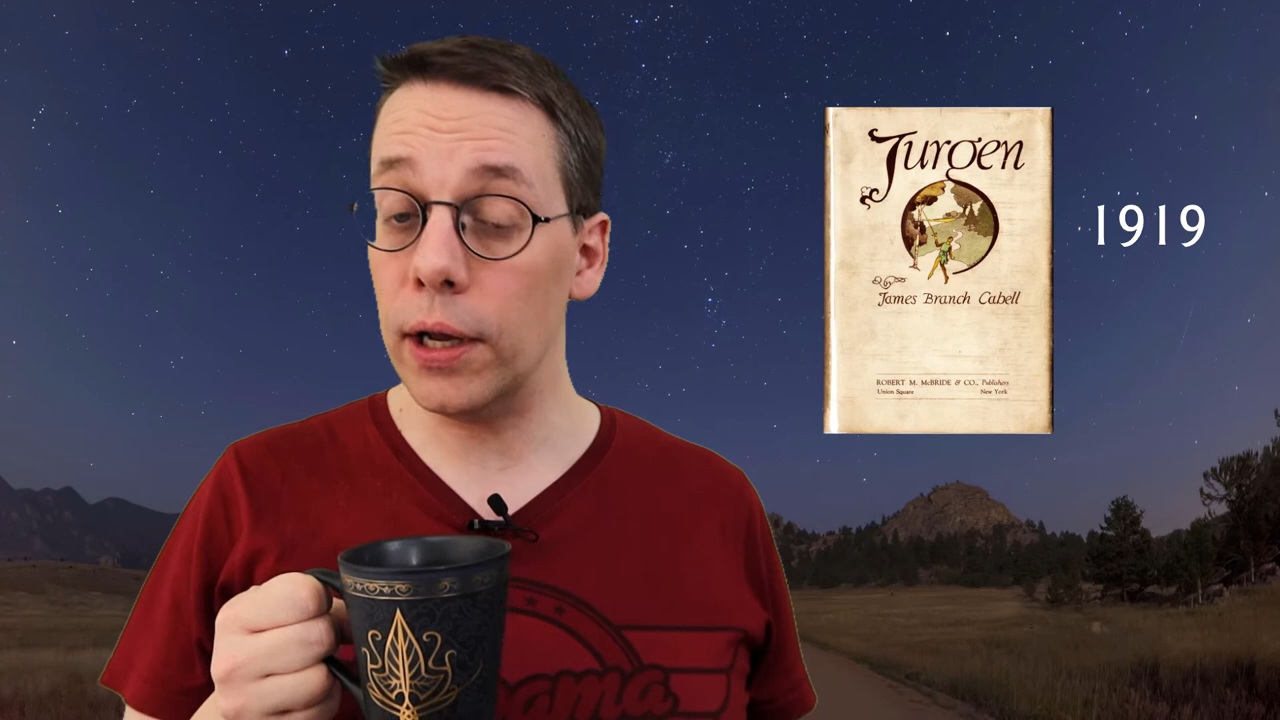 Jurgen
by
James Branch Cabell
ROBERT M. McBRIDE & CO., Publishers
Union Square New York
1919